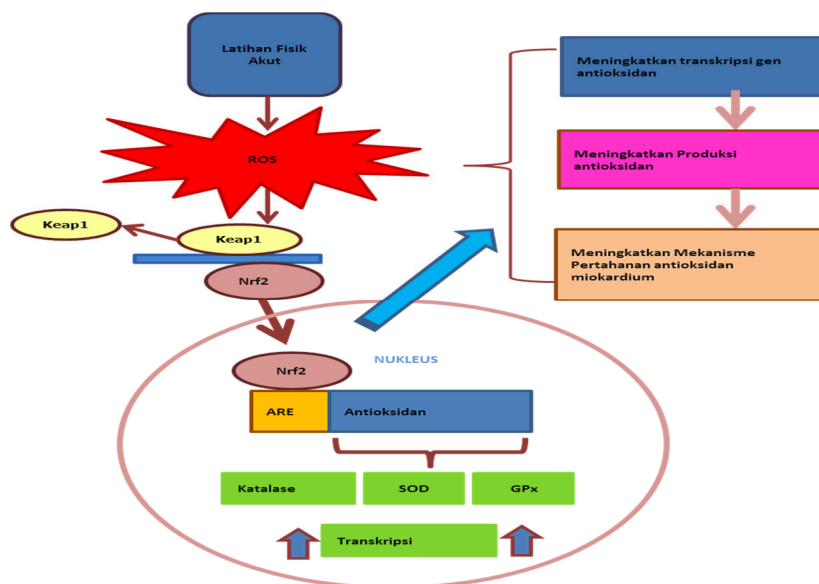 Latihan Fisik
Akut
ROS
Keap1
Keap1
Nrf2
NUKLEUS
Nrf2
ARE
Antioksidan
Katalase
SOD
GPx
Transkripsi
Meningkatkan transkripsi gen
antioksidan
Meningkatkan Produksi
antioksidan
Meningkatkan Mekanisme
Pertahanan antioksidan
miokardium